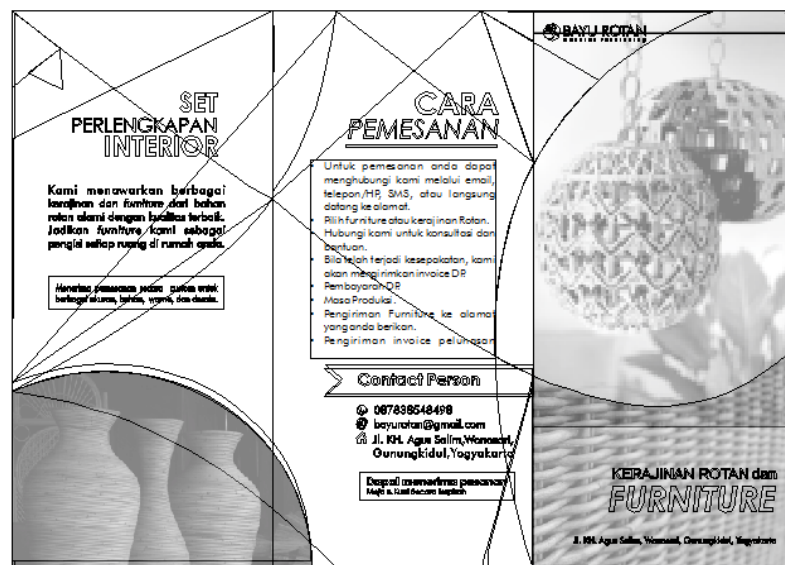 SET
PERLENGKAPAN
INTERIOR
Kami menawarkan berbagai
kerajinan dan furniture dari bahan
rotan alami dengan kualitas terbaik.
Jadikan furniture kami sebagai
pengisi setiap ruang di rumah anda.
Menerima pemesanan secara custom untuk
berbagai ukuran, bahan, warna, dan desain.
CARA
PEMESANAN
Untuk pemesanan anda dapat
menghubungi kami melalui email,
telepon/HP, SMS, atau langsung
datang kealamat.
Pilih furniture atau kerajinan Rotan.
Hubungi kami untuk konsultasi dan
bantuan.
Bila telah terjadi kesepakatan, kami
akan mengirimkan invoice DP.
Pembayaran DP.
Masa Produksi.
Pengiriman Furniture ke alamat
yang anda berikan.
Pengiriman invoice pelunasan
Contact Person
087838548498
bayurotan@gmail.com
Jl. KH. Agus Salim,Wonosari,
Gunungkidul,Yogyakarta
menerima pesanan
Meja & Kursi Secara
BAYU ROTAN
KERAJINAN ROTAN dan
FURNITURE
Jl. KH. Agus Salim, Wonosari, Gunungkidul, Yogyakarta